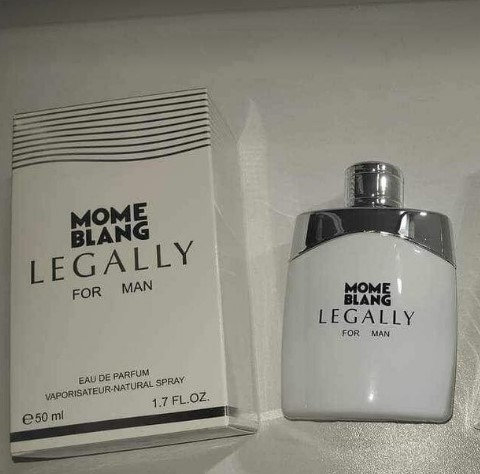 MOME
BLANG
LEGALLY
FOR MAN
EAU DE PARFUM
VAPORISATEUR-NATURAL SPRAY
℮50 ml 1.7 FL.OZ.
MOME
BLANG
LEGALLY
FOR MAN